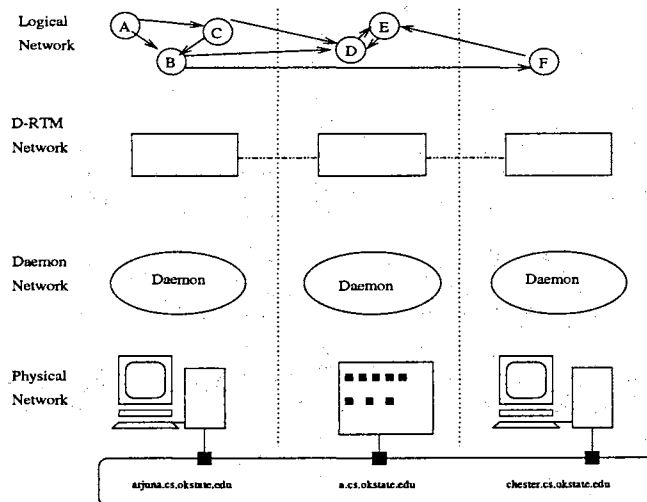 Logical
Network
A
C
B
D
E
F
D-RTM
Network
Daemon
Network
Daemon
Daemon
Daemon
Physical
Network
arjuna.cs.okstate.edu
a.cs.okstate.edu
chester.cs.okstate.edu